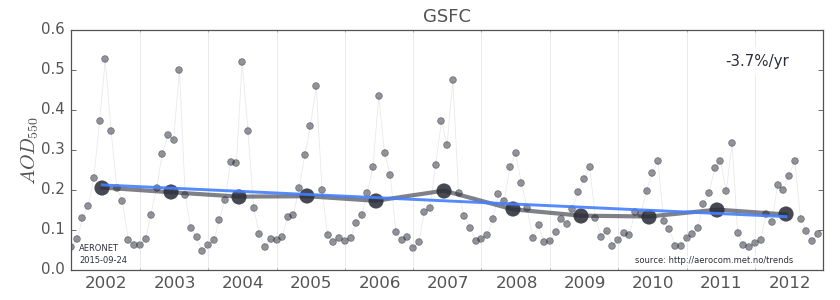 GSFC
-3.7%/yr
AOD550
0.6
0.5
0.4
0.3
0.2
0.1
0.0
AERONET
2015-09-24
source: http://aerocom.met.no/trends
2002 2003 2004 2005 2006 2007 2008 2009 2010 2011 2012